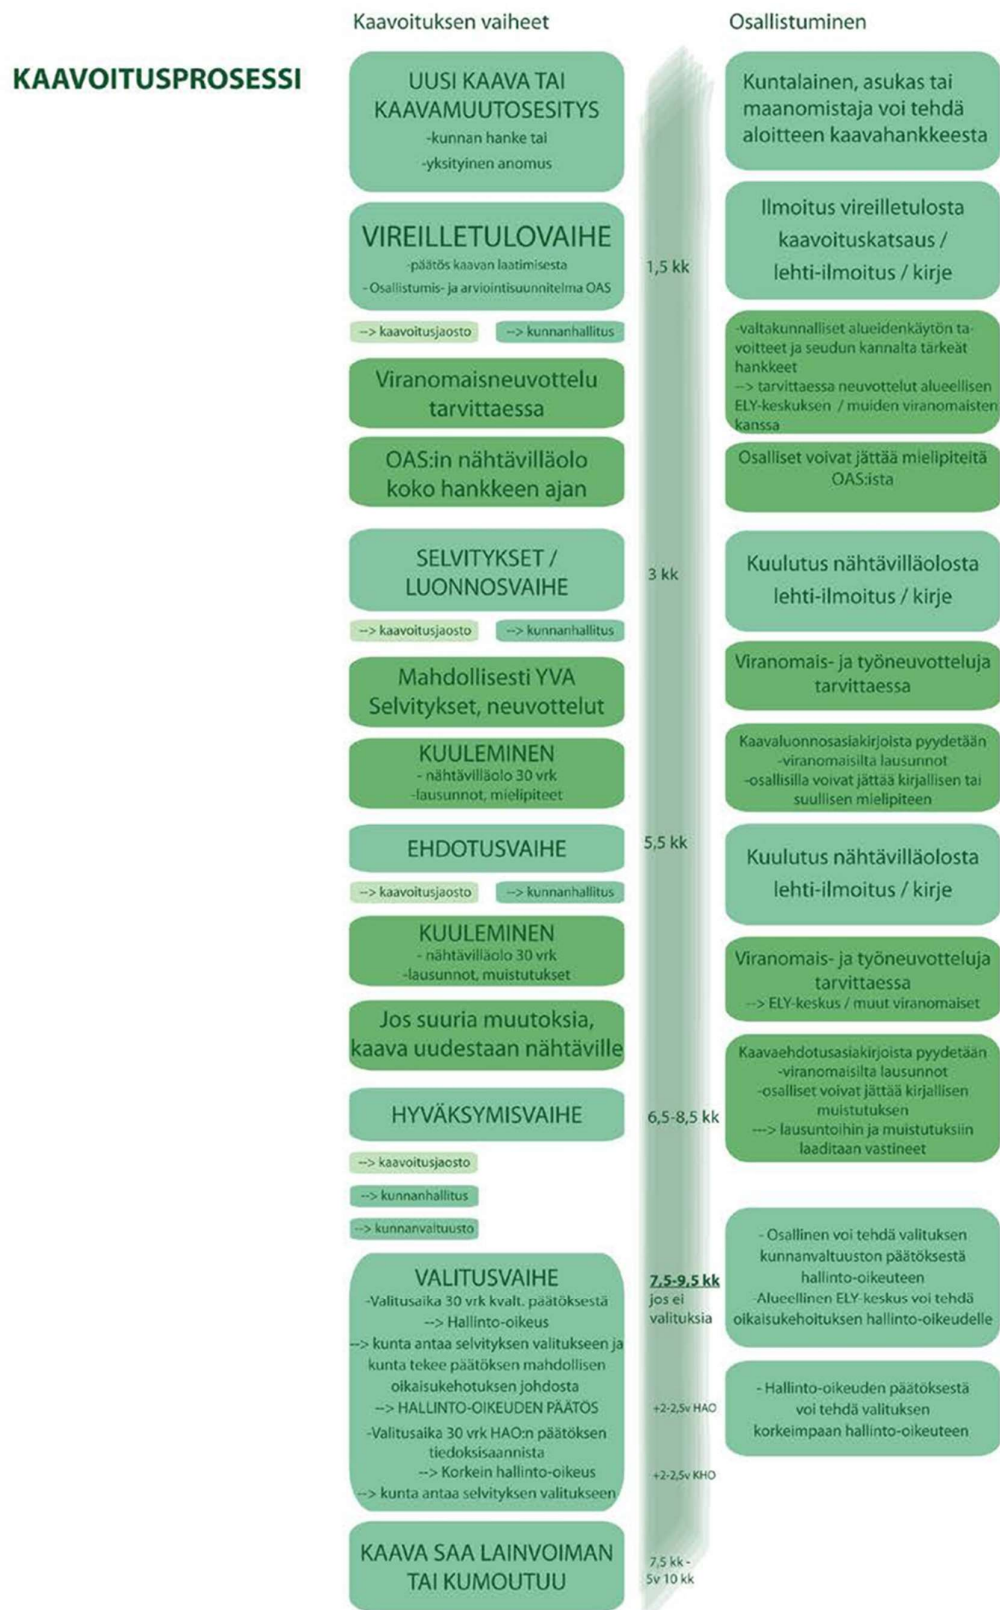 Kaavoituksen vaiheet
Osallistuminen
KAAVOITUSPROSESSI
UUSI KAAVA TAI
KAAVAMUUTOSESITYS
-kunnan hanke tai
-yksityinen anomus
Kuntalainen, asukas tai
maanomistaja voi tehdä
aloitteen kaavahankkeesta
VIREILLETULOVAIHE
-päätös kaavan laatimisesta
- Osallistumis- ja arviointisuunnitelma OAS
1,5 kk
Ilmoitus vireilletulosta
kaavoituskatsaus /
lehti-ilmoitus / kirje
--> kaavoitusjaosto
--> kunnanhallitus
-valtakunnalliset alueidenkäytön ta-
voitteet ja seudun kannalta tärkeät
hankkeet
--> tarvittaessa neuvottelut alueellisen
ELY-keskuksen / muiden viranomaisten
kanssa
Viranomaisneuvottelu
tarvittaessa
OAS:in nähtävilläolo
koko hankkeen ajan
Osalliset voivat jättää mielipiteitä
OAS:ista
SELVITYKSET /
LUONNOSVAIHE
3 kk
Kuulutus nähtävilläolosta
lehti-ilmoitus / kirje
--> kaavoitusjaosto
--> kunnanhallitus
Mahdollisesti YVA
Selvitykset, neuvottelut
Viranomais- ja työneuvotteluja
tarvittaessa
KUULEMINEN
- nähtävilläolo 30 vrk
-lausunnot, mielipiteet
Kaavaluonnosasiakirjoista pyydetään
-viranomaisilta lausunnot
-osallisilla voivat jättää kirjallisen tai
suullisen mielipiteen
EHDOTUSVAIHE
5,5 kk
Kuulutus nähtävilläolosta
lehti-ilmoitus / kirje
--> kaavoitusjaosto
--> kunnanhallitus
KUULEMINEN
- nähtävilläolo 30 vrk
-lausunnot, muistutukset
Viranomais- ja työneuvotteluja
tarvittaessa
--> ELY-keskus / muut viranomaiset
Jos suuria muutoksia,
kaava uudestaan nähtäville
Kaavaehdotusasiakirjoista pyydetään
-viranomaisilta lausunnot
-osalliset voivat jättää kirjallisen
muistutuksen
---> lausuntoihin ja muistutuksiin
laaditaan vastineet
HYVÄKSYMISVAIHE
6,5-8,5 kk
--> kaavoitusjaosto
--> kunnanhallitus
--> kunnanvaltuusto
- Osallinen voi tehdä valituksen
kunnanvaltuuston päätöksestä
hallinto-oikeuteen
-Alueellinen ELY-keskus voi tehdä
oikaisukehoituksen hallinto-oikeudelle
VALITUSVAIHE
-Valitusaika 30 vrk kvalt. päätöksestä
--> Hallinto-oikeus
--> kunta antaa selvityksen valitukseen ja
kunta tekee päätöksen mahdollisen
oikaisukehotuksen johdosta
--> HALLINTO-OIKEUDEN PÄÄTÖS
-Valitusaika 30 vrk HAO:n päätöksen
tiedoksisaannista
--> Korkein hallinto-oikeus
--> kunta antaa selvityksen valitukseen
7,5-9,5 kk
jos ei
valituksia
+2-2,5v HAO
+2-2,5v KHO
- Hallinto-oikeuden päätöksestä
voi tehdä valituksen
korkeimpaan hallinto-oikeuteen
KAAVA SAA LAINVOIMAN
TAI KUMOUTUU
7,5 kk -
5v 10 kk